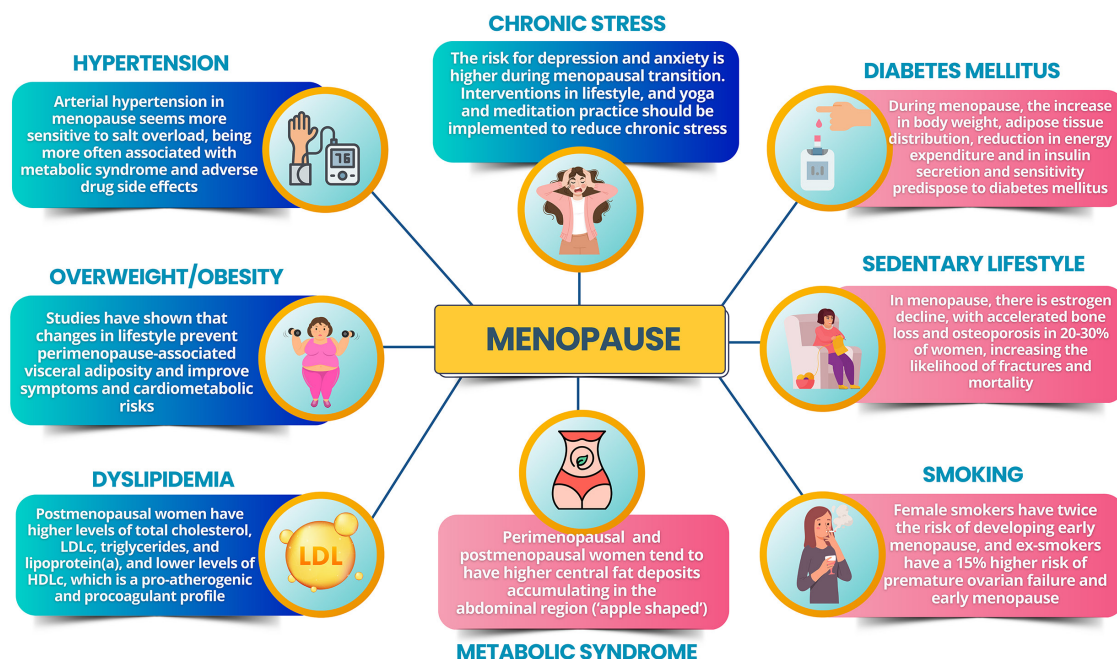 CHRONIC STRESS
The risk for depression and anxiety is
higher during menopausal transition.
Interventions in lifestyle, and yoga
and meditation practice should be
implemented to reduce chronic stress
HYPERTENSION
Arterial hypertension in
menopause seems more
sensitive to salt overload, being
more often associated with
metabolic syndrome and adverse
drug side effects
76
DIABETES MELLITUS
During menopause, the increase
in body weight, adipose tissue
distribution, reduction in energy
expenditure and in insulin
secretion and sensitivity
predispose to diabetes mellitus
OVERWEIGHT/OBESITY
Studies have shown that
changes in lifestyle prevent
perimenopause-associated
visceral adiposity and improve
symptoms and cardiometabolic
risks
MENOPAUSE
SEDENTARY LIFESTYLE
In menopause, there is estrogen
decline, with accelerated bone
loss and osteoporosis in 20-30%
of women, increasing the
likelihood of fractures and
mortality
DYSLIPIDEMIA
Postmenopausal women have
higher levels of total cholesterol,
LDLc, triglycerides, and
lipoprotein(a), and lower levels of
HDLc, which is a pro-atherogenic
and procoagulant profile
LDL
Perimenopausal and
postmenopausal women tend to
have higher central fat deposits
accumulating in the
abdominal region ('apple shaped')
METABOLIC SYNDROME
SMOKING
Female smokers have twice
the risk of developing early
menopause, and ex-smokers
have a 15% higher risk of
premature ovarian failure and
early menopause